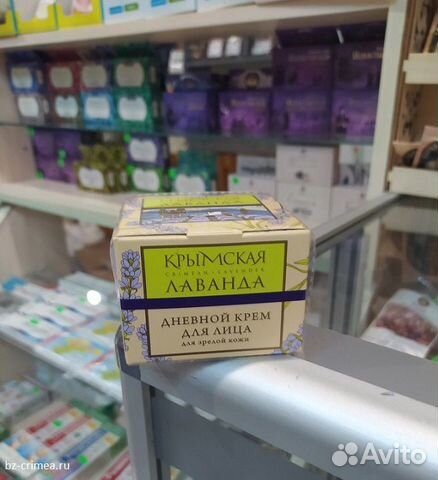 КРЫМСКАЯ
CRIMEAN · LAVENDER
ЛАВАНДА
ДНЕВНОЙ КРЕМ
ДЛЯ ЛИЦА
для зрелой кожи
bz-crimea.ru
Avito